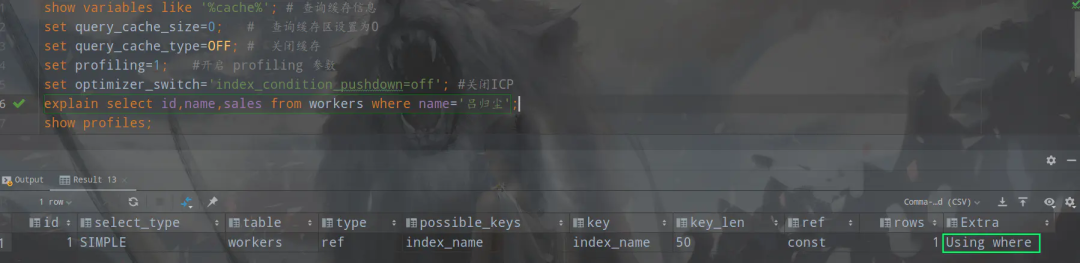 show variables like '%cache%'; # 查询缓存信息
set query_cache_size=0; # 查询缓存区设置为0
set query_cache_type=OFF; # 关闭缓存
set profiling=1; #开启 profiling 参数
5 set optimizer_switch='index_condition_pushdown=off'; #关闭ICP
6 explain select id,name,sales from workers where name='吕归尘';
7 show profiles;
Output Result 13
1 row Comma-…d (CSV)
id select_type table type possible_keys key key_len ref rows Extra
1 1 SIMPLE workers ref index_name index_name 50 const 1 Using where